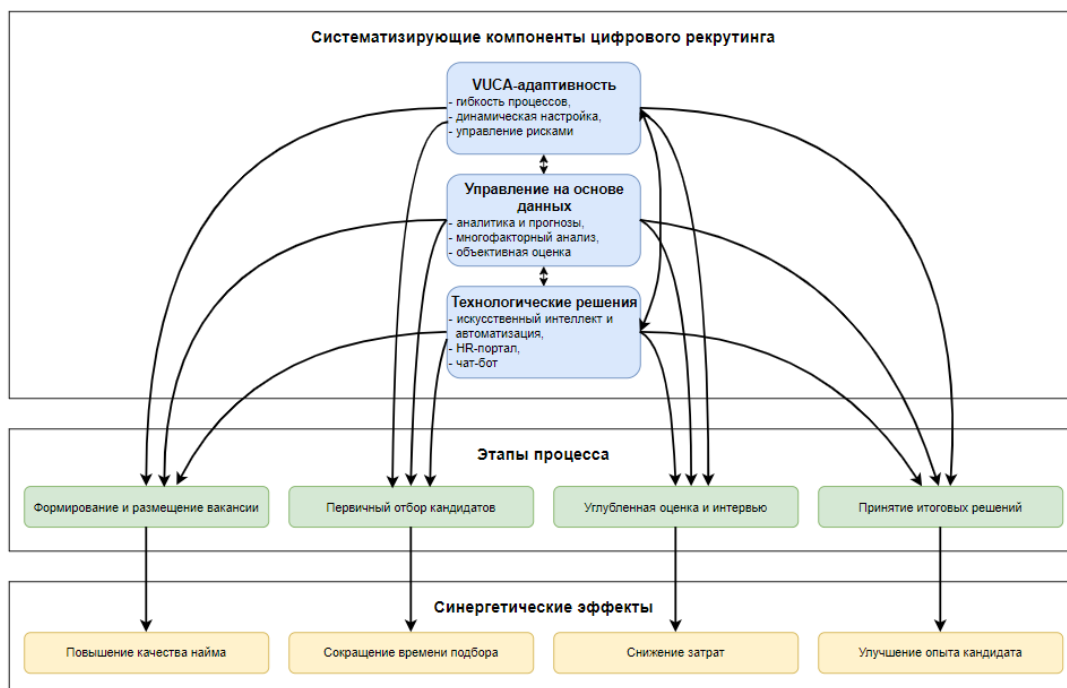 Систематизирующие компоненты цифрового рекрутинга
VUCA-адаптивность
- гибкость процессов,
- динамическая настройка,
- управление рисками
Управление на основе
данных
- аналитика и прогнозы,
- многофакторный анализ,
- объективная оценка
Технологические решения
- искусственный интеллект и
автоматизация,
- HR-портал,
- чат-бот
Этапы процесса
Формирование и размещение вакансии
Первичный отбор кандидатов
Углубленная оценка и интервью
Принятие итоговых решений
Синергетические эффекты
Повышение качества найма
Сокращение времени подбора
Снижение затрат
Улучшение опыта кандидата